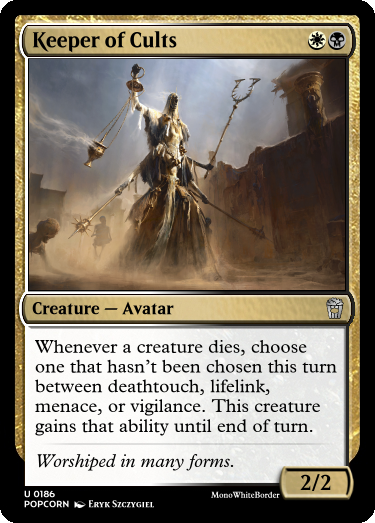 Keeper of Cults
Creature — Avatar
Whenever a creature dies, choose
one that hasn't been chosen this turn
between deathtouch, lifelink,
menace, or vigilance. This creature
gains that ability until end of turn.
Worshiped in many forms.
2/2
U 0186
MonoWhiteBorder
POPCORN Eryk Szczygieł